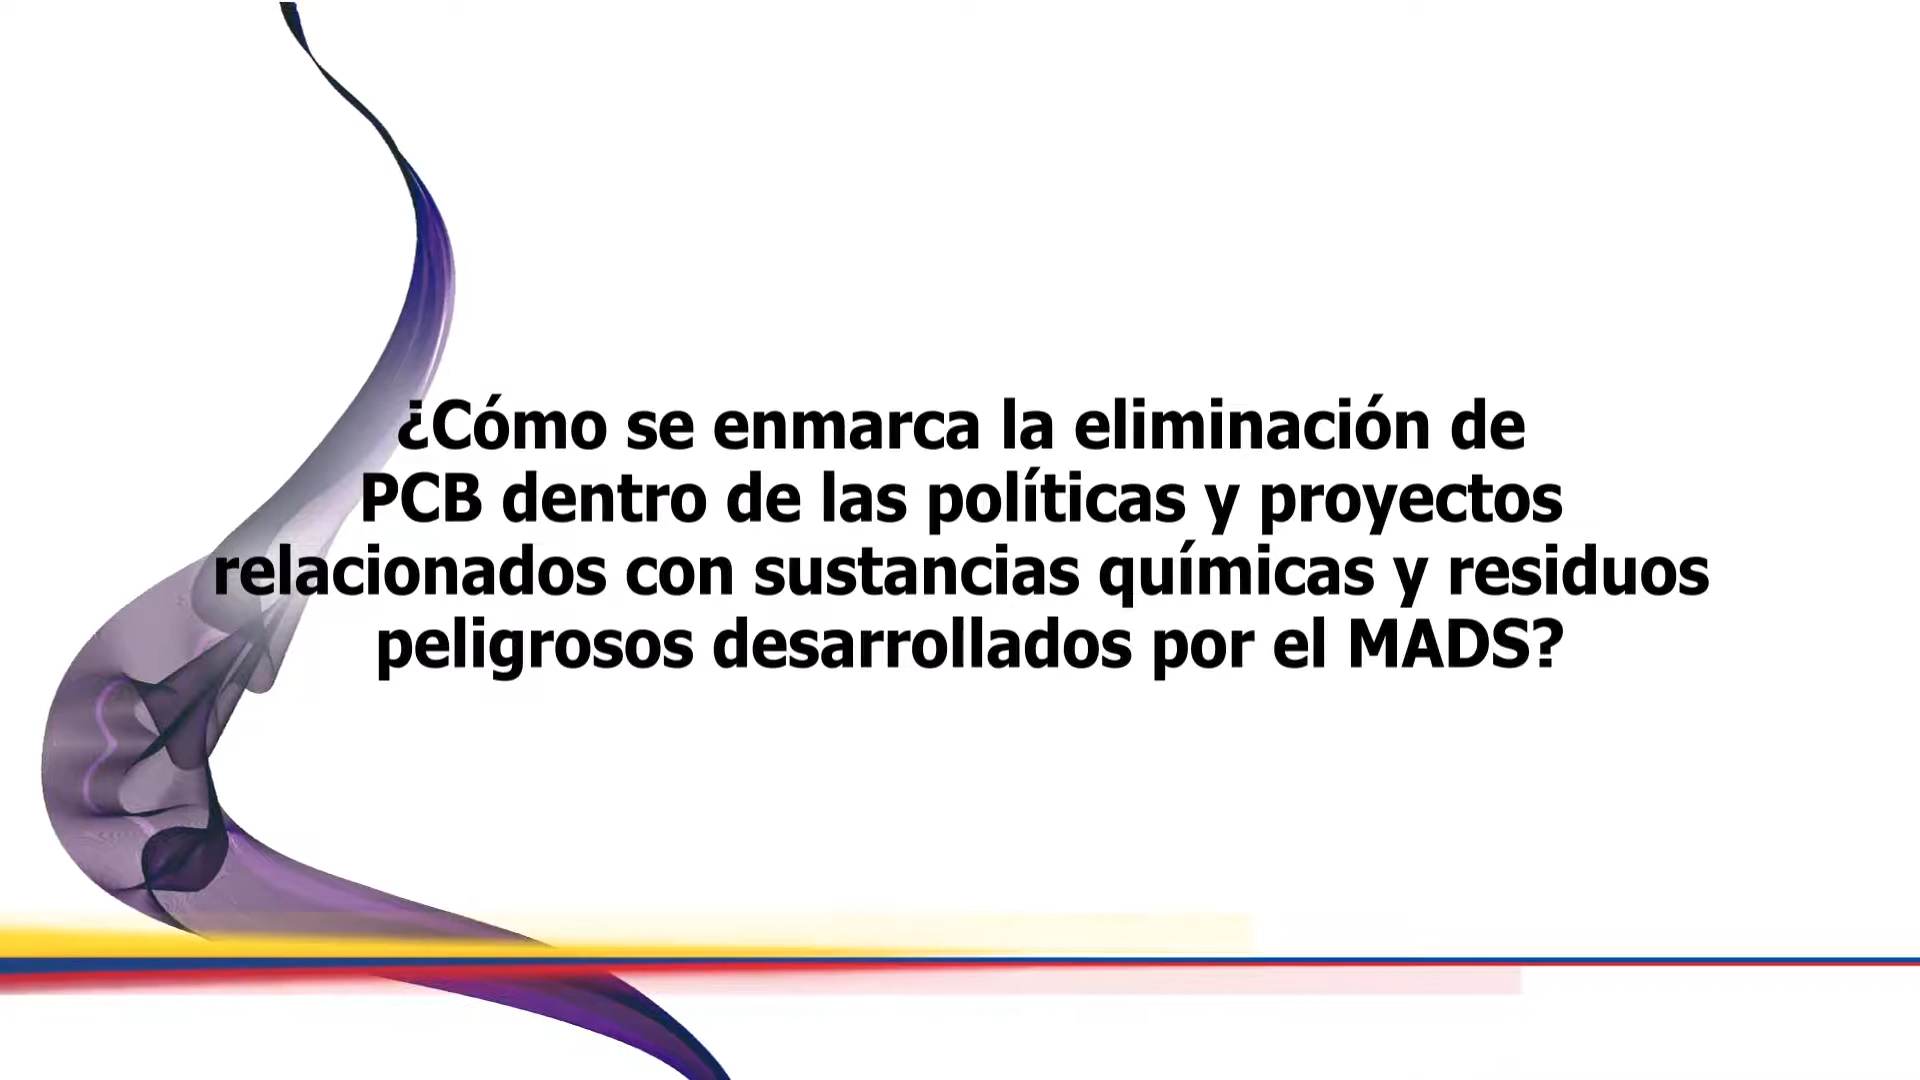 ¿Cómo se enmarca la eliminación de
PCB dentro de las políticas y proyectos
relacionados con sustancias químicas y residuos
peligrosos desarrollados por el MADS?